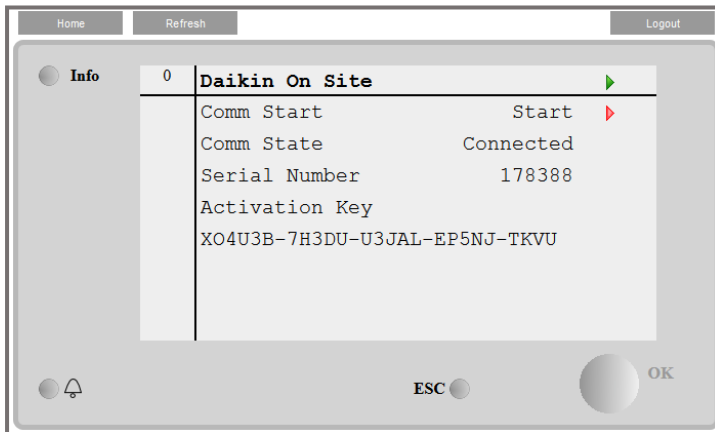 Home Refresh Logout
Info 0 Daikin On Site
Comm Start Start
Comm State Connected
Serial Number 178388
Activation Key
XO4U3B-7H3DU-U3JAL-EP5NJ-TKVU
ESC OK